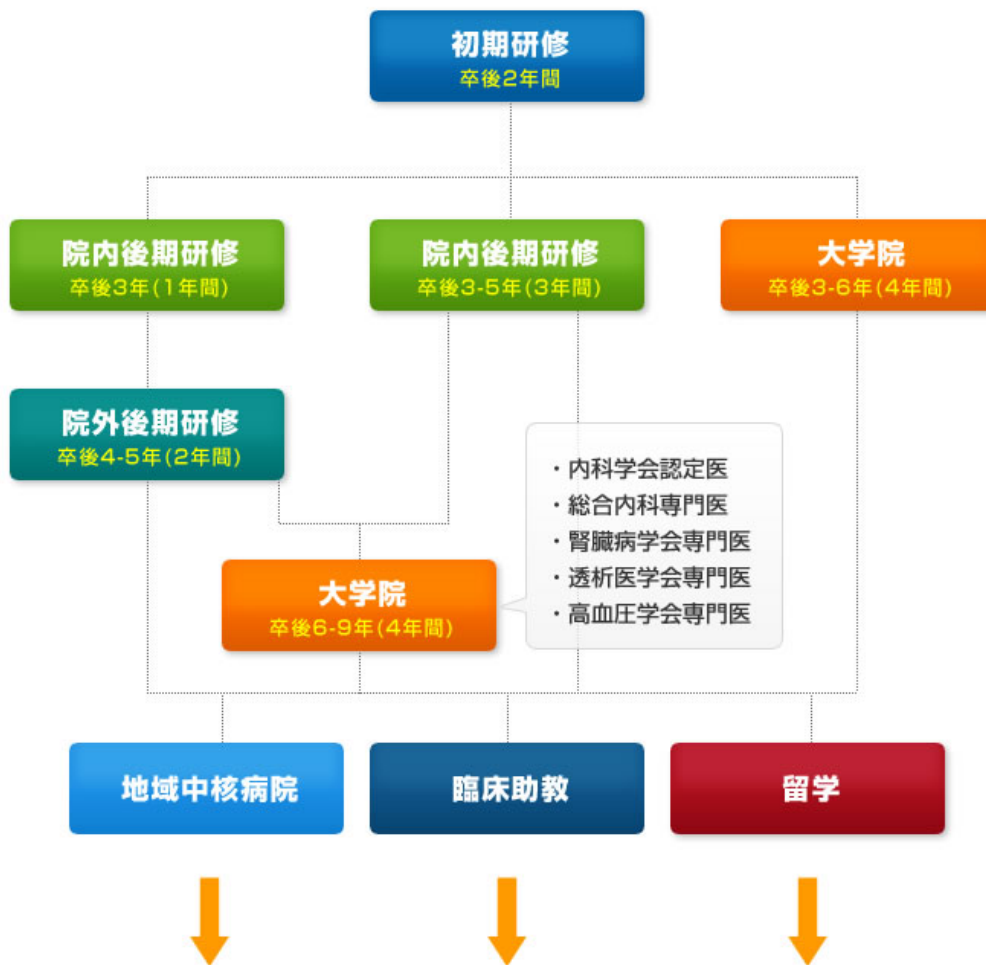 初期研修
卒後2年間
院内後期研修
卒後3年(1年間)
院内後期研修
卒後3-5年(3年間)
大学院
卒後3-6年(4年間)
院外後期研修
卒後4-5年(2年間)
・内科学会認定医
・総合内科専門医
・腎臓病学会専門医
・透析医学会専門医
・高血圧学会専門医
大学院
卒後6-9年(4年間)
地域中核病院
臨床助教
留学